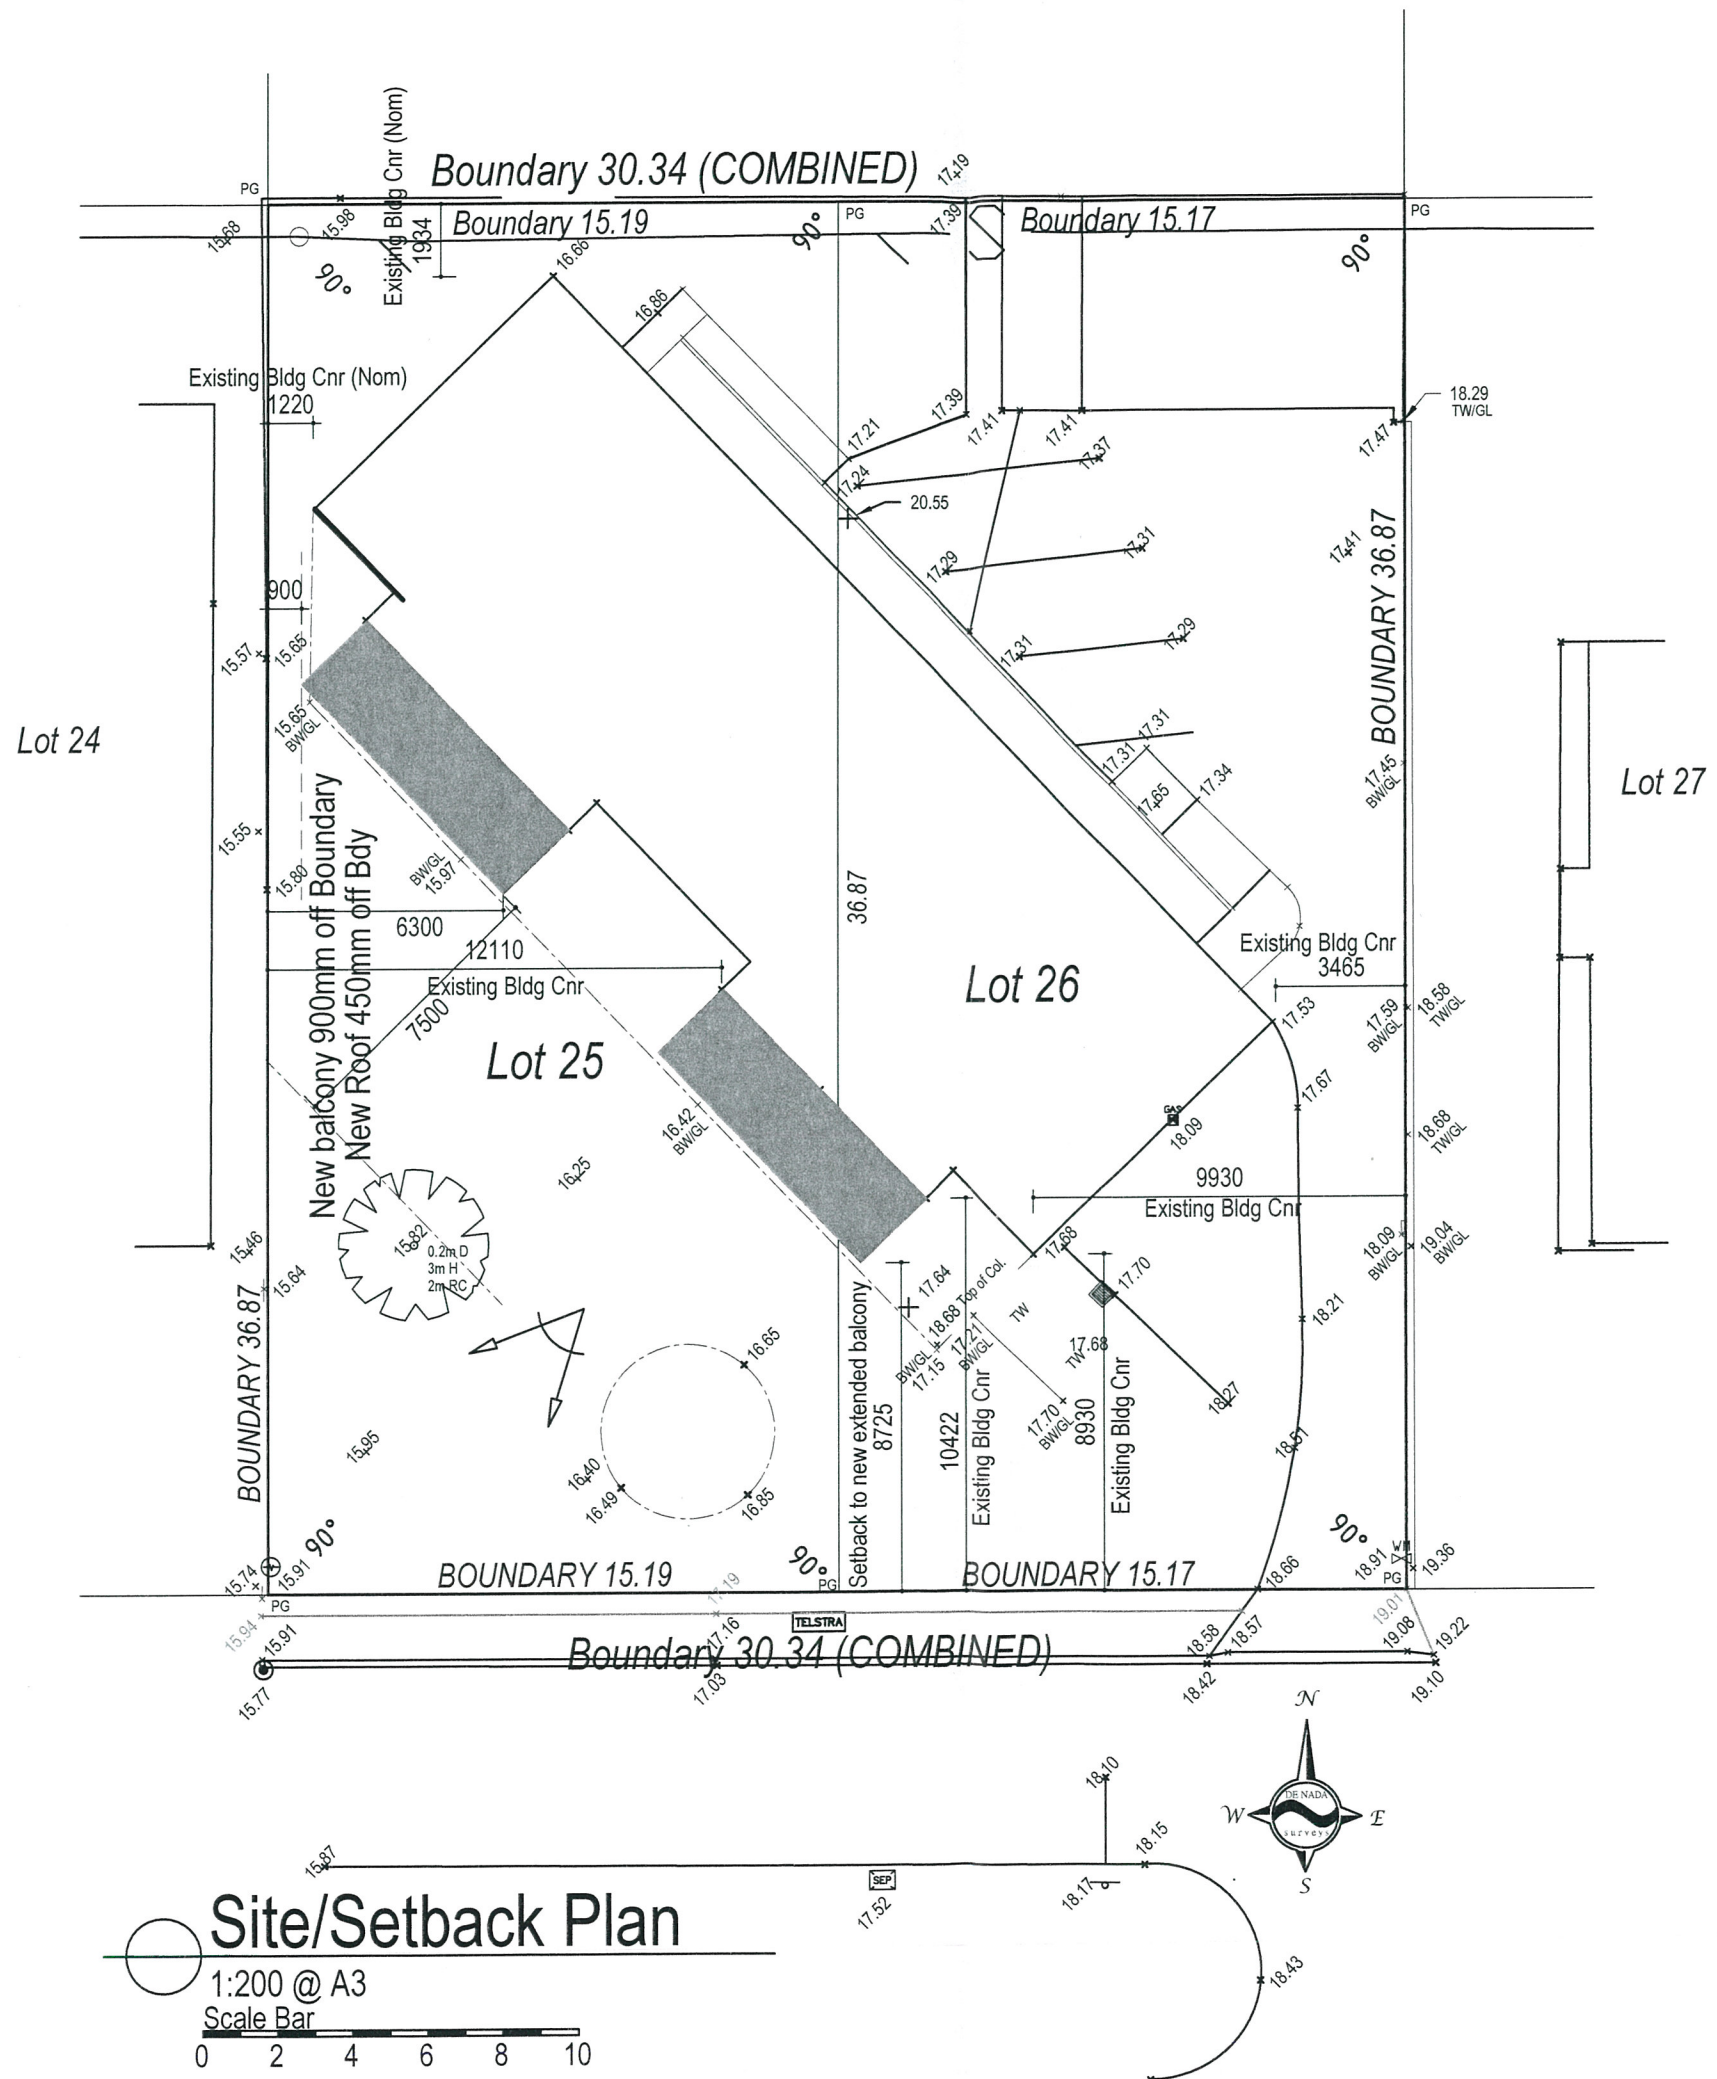 Existing Bldg Cnr (Nom)
1934
Boundary 30.34 (COMBINED)
17.19
PG
Boundary 15.19
PG
Boundary 15.17
PG
15.68
15.98
90°
16.66
90°
17.39
90°
16.86
Existing Bldg Cnr (Nom)
1220
17.21
17.39
17.41
17.41
17.47
18.29
TW/GL
17.24
17.37
20.55
17.29
17.31
17.41
BOUNDARY 36.87
900
15.57
15.65
17.31
17.29
15.65
BW/GL
Lot 24
17.31
17.31
17.65
17.34
17.45
BW/GL
Lot 27
15.55
15.80
BW/GL
15.97
New balcony 900mm off Boundary
New Roof 450mm off Bdy
36.87
6300
12110
Existing Bldg Cnr
7500
Lot 25
Lot 26
Existing Bldg Cnr
3465
17.53
17.59
BW/GL
18.58
TW/GL
17.67
GAS
18.09
18.68
TW/GL
16.42
BW/GL
16.25
9930
Existing Bldg Cnr
15.46
15.64
15.82
0.2m D
3m H
2m RC
17.68
17.70
18.09
BW/GL
19.04
BW/GL
17.64
18.68 Top of Col.
TW
17.21
BW/GL
BW/GL
17.15
17.68
TW
18.21
BOUNDARY 36.87
16.65
Setback to new extended balcony
8725
10422
Existing Bldg Cnr
17.70
BW/GL
8930
Existing Bldg Cnr
18.27
18.51
15.95
16.40
16.49
16.85
90°
90°
90°
15.74
15.91
BOUNDARY 15.19
PG
BOUNDARY 15.17
18.66
18.91
WM
PG
19.36
PG
17.19
TELSTRA
15.94
15.91
17.16
Boundary 30.34 (COMBINED)
18.58
18.57
19.01
19.08
19.22
15.77
17.03
18.42
19.10
N
W
DE NADA
surveys
E
S
18.10
15.87
18.15
SEP
17.52
18.17
18.43
Site/Setback Plan
1:200 @ A3
Scale Bar
0 2 4 6 8 10